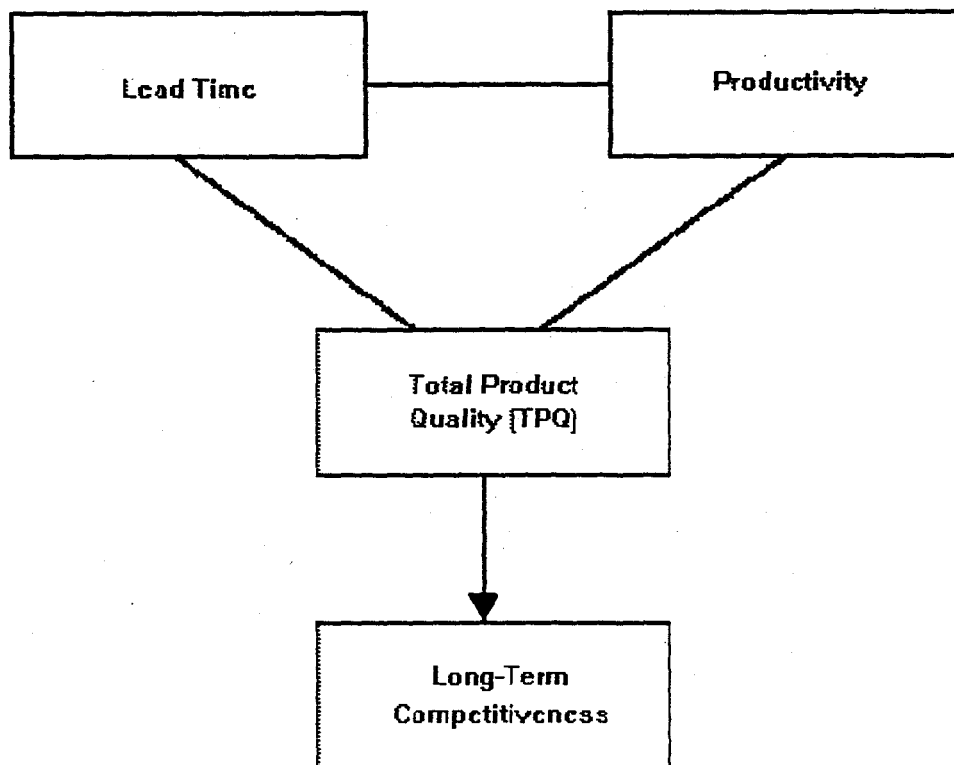 Lead Time
Productivity
Total Product
Quality (TPQ)
Long-Term
Competitiveness